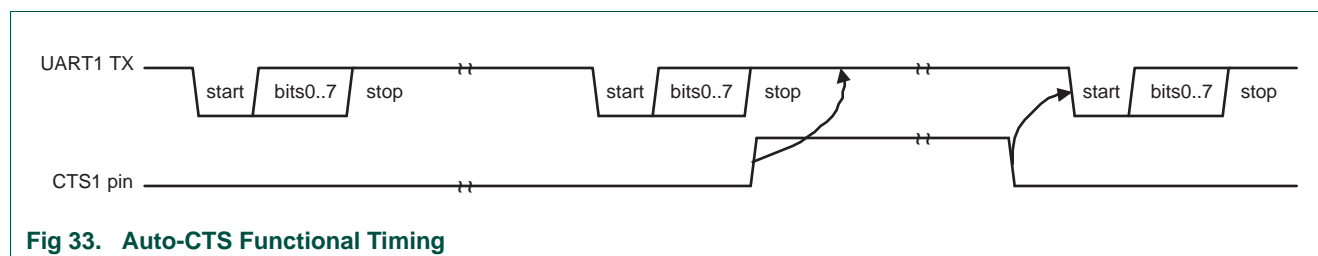 UART1 TX
start bits0..7 stop start bits0..7 stop start bits0..7 stop
CTS1 pin
Fig 33. Auto-CTS Functional Timing